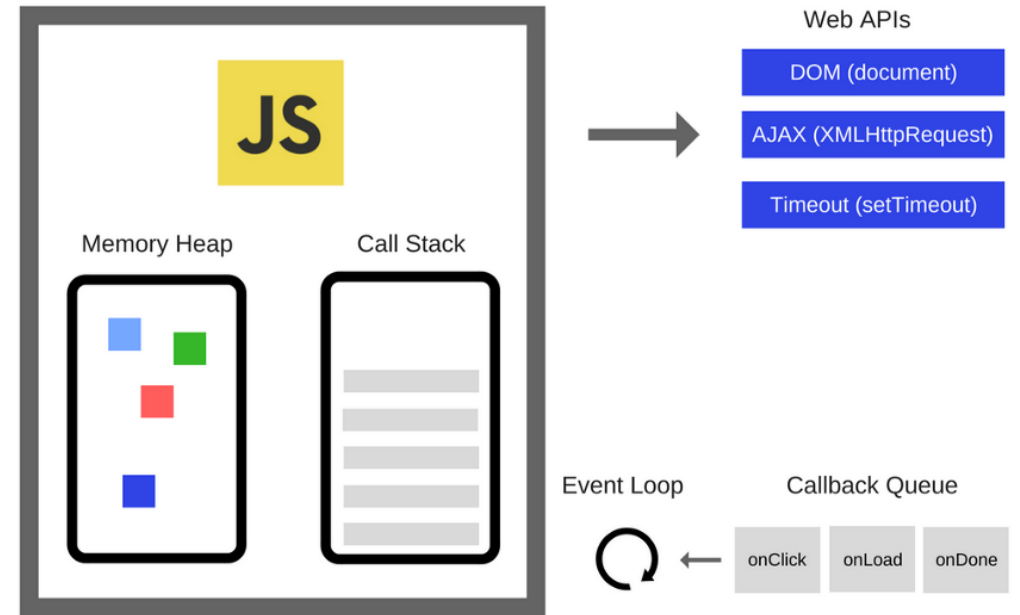 Web APIs
DOM (document)
AJAX (XMLHttpRequest)
Timeout (setTimeout)
JS
Memory Heap
Call Stack
Event Loop
Callback Queue
onClick
onLoad
onDone